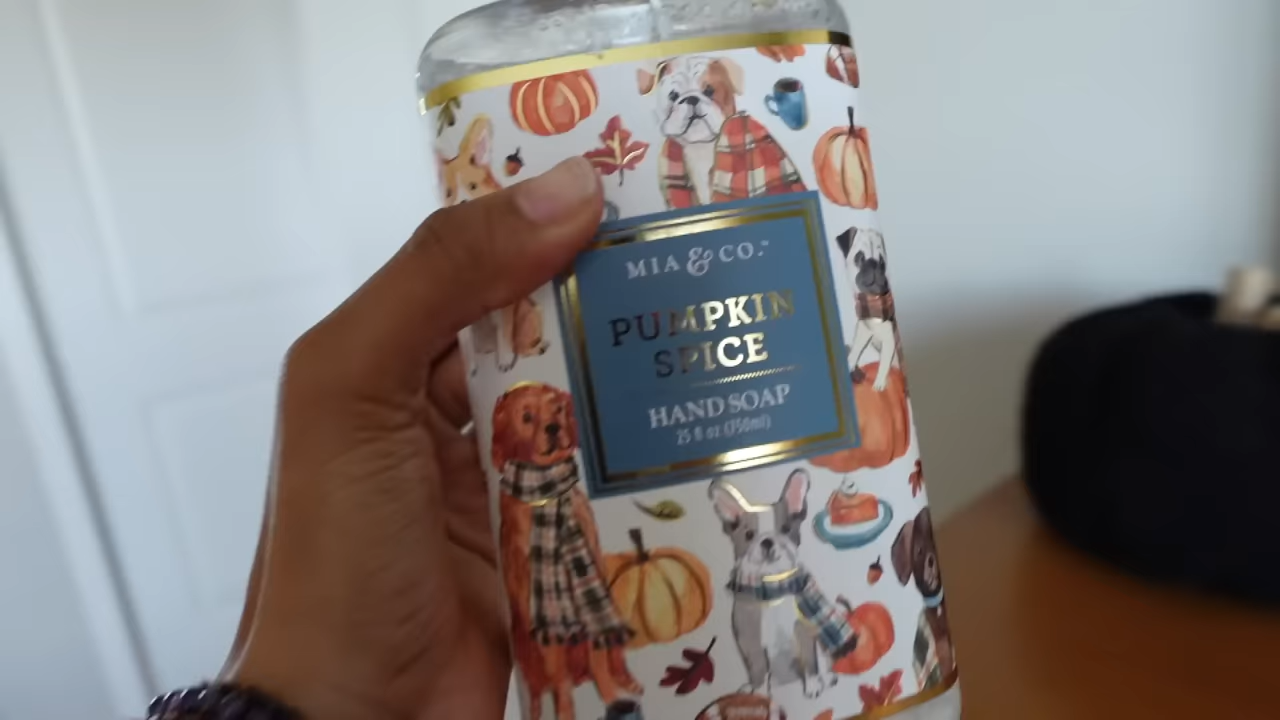 MIA & CO.™
PUMPKIN
SPICE
HAND SOAP
25 fl oz (750ml)